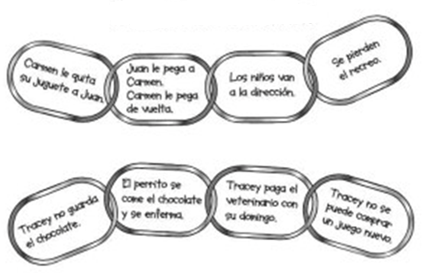 Carmen le quita
su juguete a Juan.
Juan le pega a
Carmen.
Carmen le pega
de vuelta.
Los niños van
a la dirección.
Se pierden
el recreo.
Tracey no guarda
el chocolate.
El perrito se
come el chocolate
y se enferma.
Tracey paga el
veterinario con
su domingo.
Tracey no se
puede comprar
un juego nuevo.